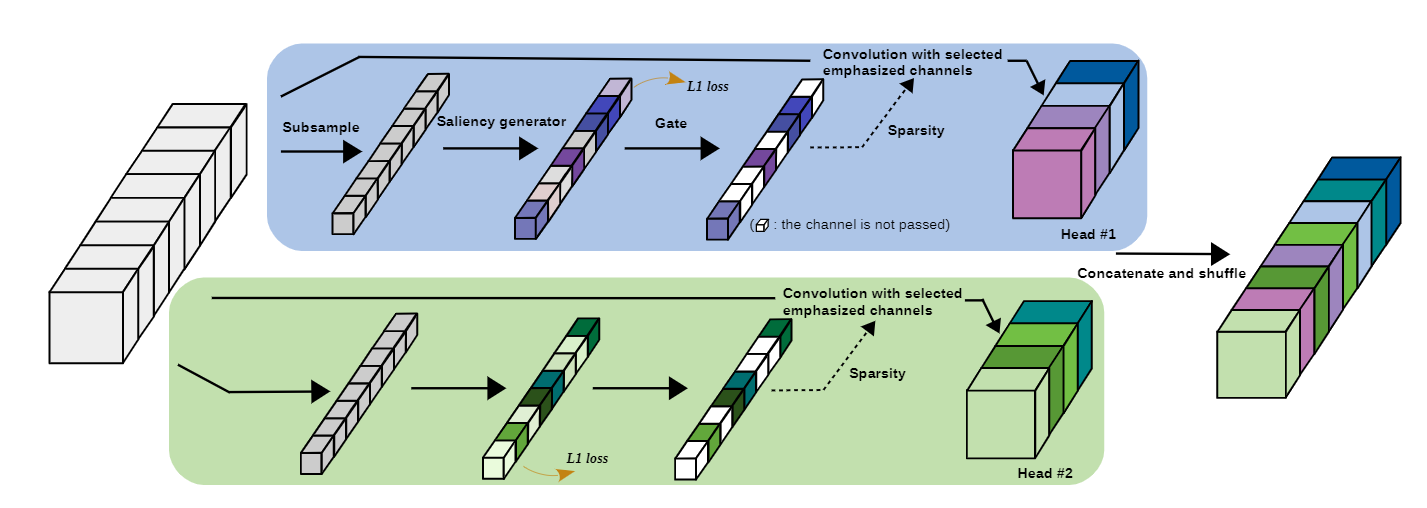 Convolution with selected
emphasized channels
L1 loss
Subsample
Saliency generator
Gate
Sparsity
( : the channel is not passed)
Head #1
Concatenate and shuffle
Convolution with selected
emphasized channels
Sparsity
L1 loss
Head #2